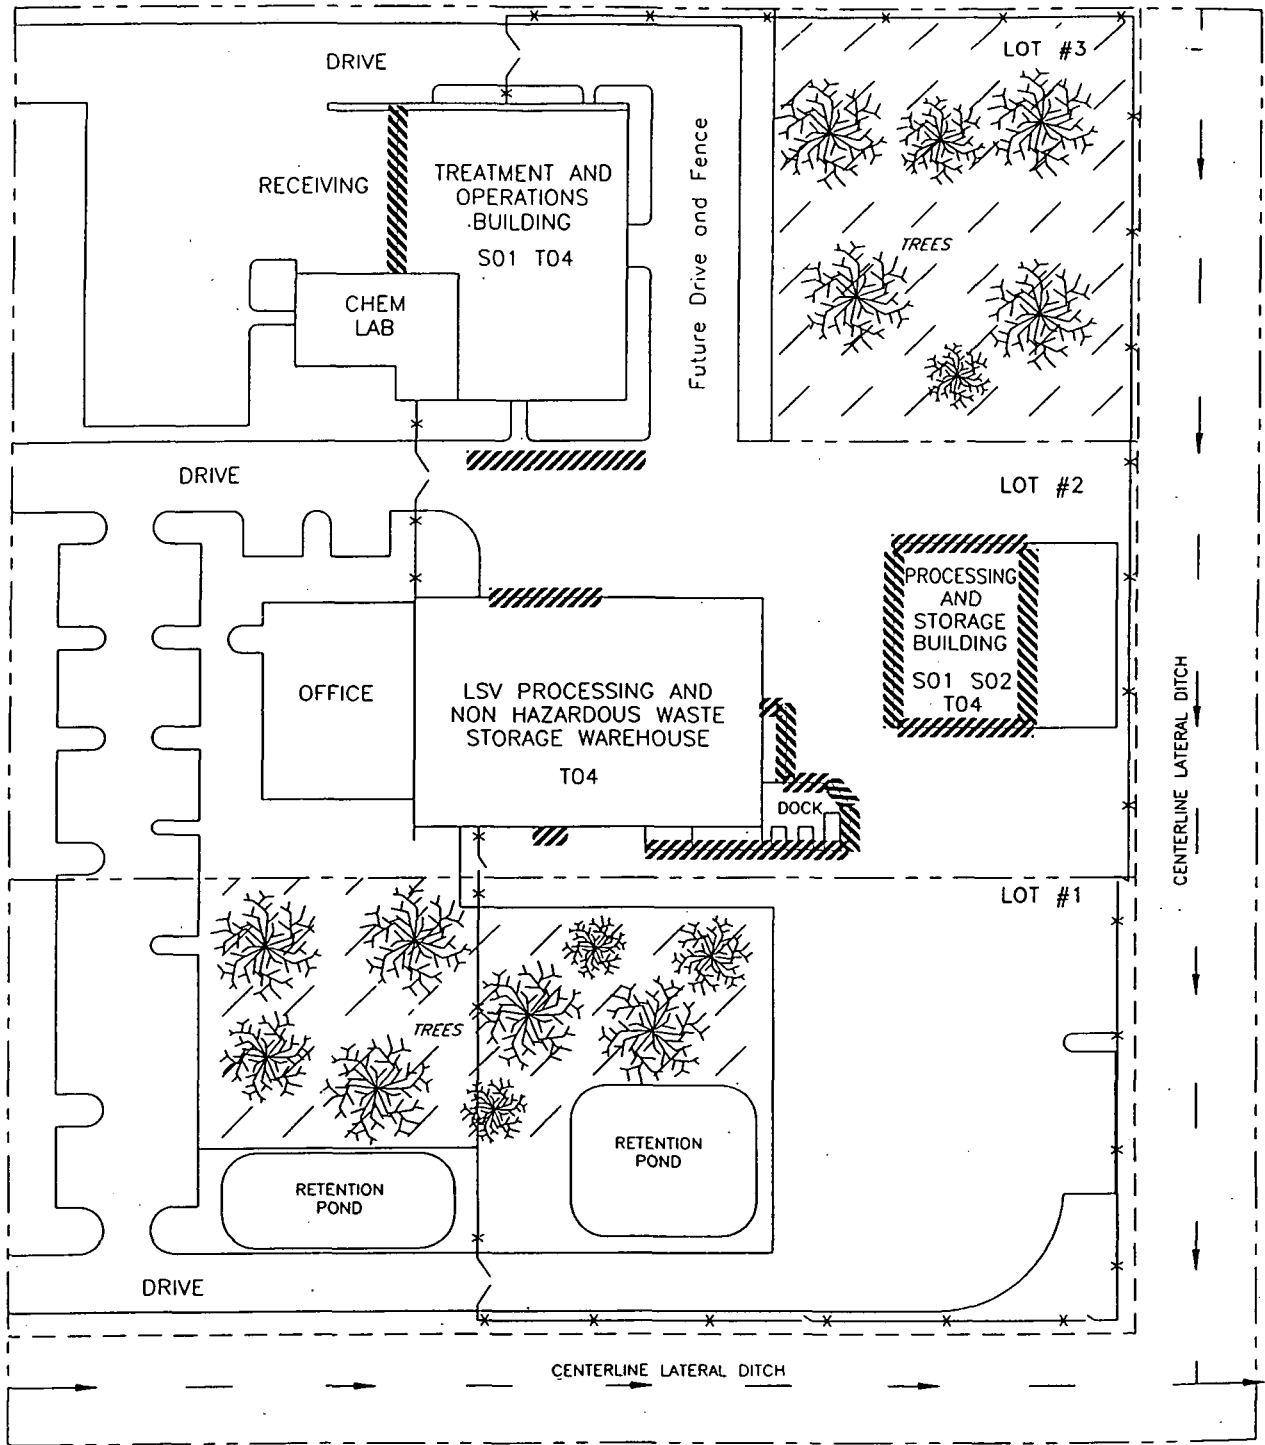 LOT #3
DRIVE
TREATMENT AND
OPERATIONS
BUILDING
S01 T04
RECEIVING
Future Drive and Fence
TREES
CHEM
LAB
DRIVE
LOT #2
PROCESSING
AND
STORAGE
BUILDING
S01 S02
T04
OFFICE
LSV PROCESSING AND
NON HAZARDOUS WASTE
STORAGE WAREHOUSE
T04
DOCK
CENTERLINE LATERAL DITCH
LOT #1
TREES
RETENTION
POND
RETENTION
POND
DRIVE
CENTERLINE LATERAL DITCH